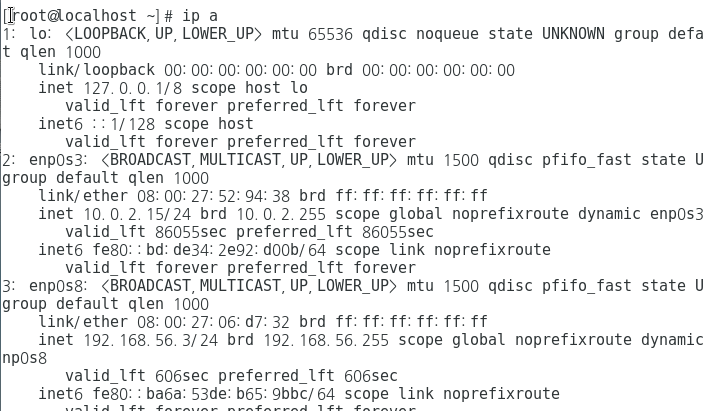 [root@localhost ~]# ip a
1: lo: <LOOPBACK,UP,LOWER_UP> mtu 65536 qdisc noqueue state UNKNOWN group defa
t qlen 1000
link/loopback 00:00:00:00:00:00 brd 00:00:00:00:00:00
inet 127.0.0.1/8 scope host lo
valid_lft forever preferred_lft forever
inet6 ::1/128 scope host
valid_lft forever preferred_lft forever
2: enp0s3: <BROADCAST,MULTICAST,UP,LOWER_UP> mtu 1500 qdisc pfifo_fast state U
group default qlen 1000
link/ether 08:00:27:52:94:38 brd ff:ff:ff:ff:ff:ff
inet 10.0.2.15/24 brd 10.0.2.255 scope global noprefixroute dynamic enp0s3
valid_lft 86055sec preferred_lft 86055sec
inet6 fe80::bd:de34:2e92:d00b/64 scope link noprefixroute
valid_lft forever preferred_lft forever
3: enp0s8: <BROADCAST,MULTICAST,UP,LOWER_UP> mtu 1500 qdisc pfifo_fast state U
group default qlen 1000
link/ether 08:00:27:06:d7:32 brd ff:ff:ff:ff:ff:ff
inet 192.168.56.3/24 brd 192.168.56.255 scope global noprefixroute dynamic
np0s8
valid_lft 606sec preferred_lft 606sec
inet6 fe80::ba6a:53de:b65:9bbc/64 scope link noprefixroute
valid_lft forever preferred_lft forever